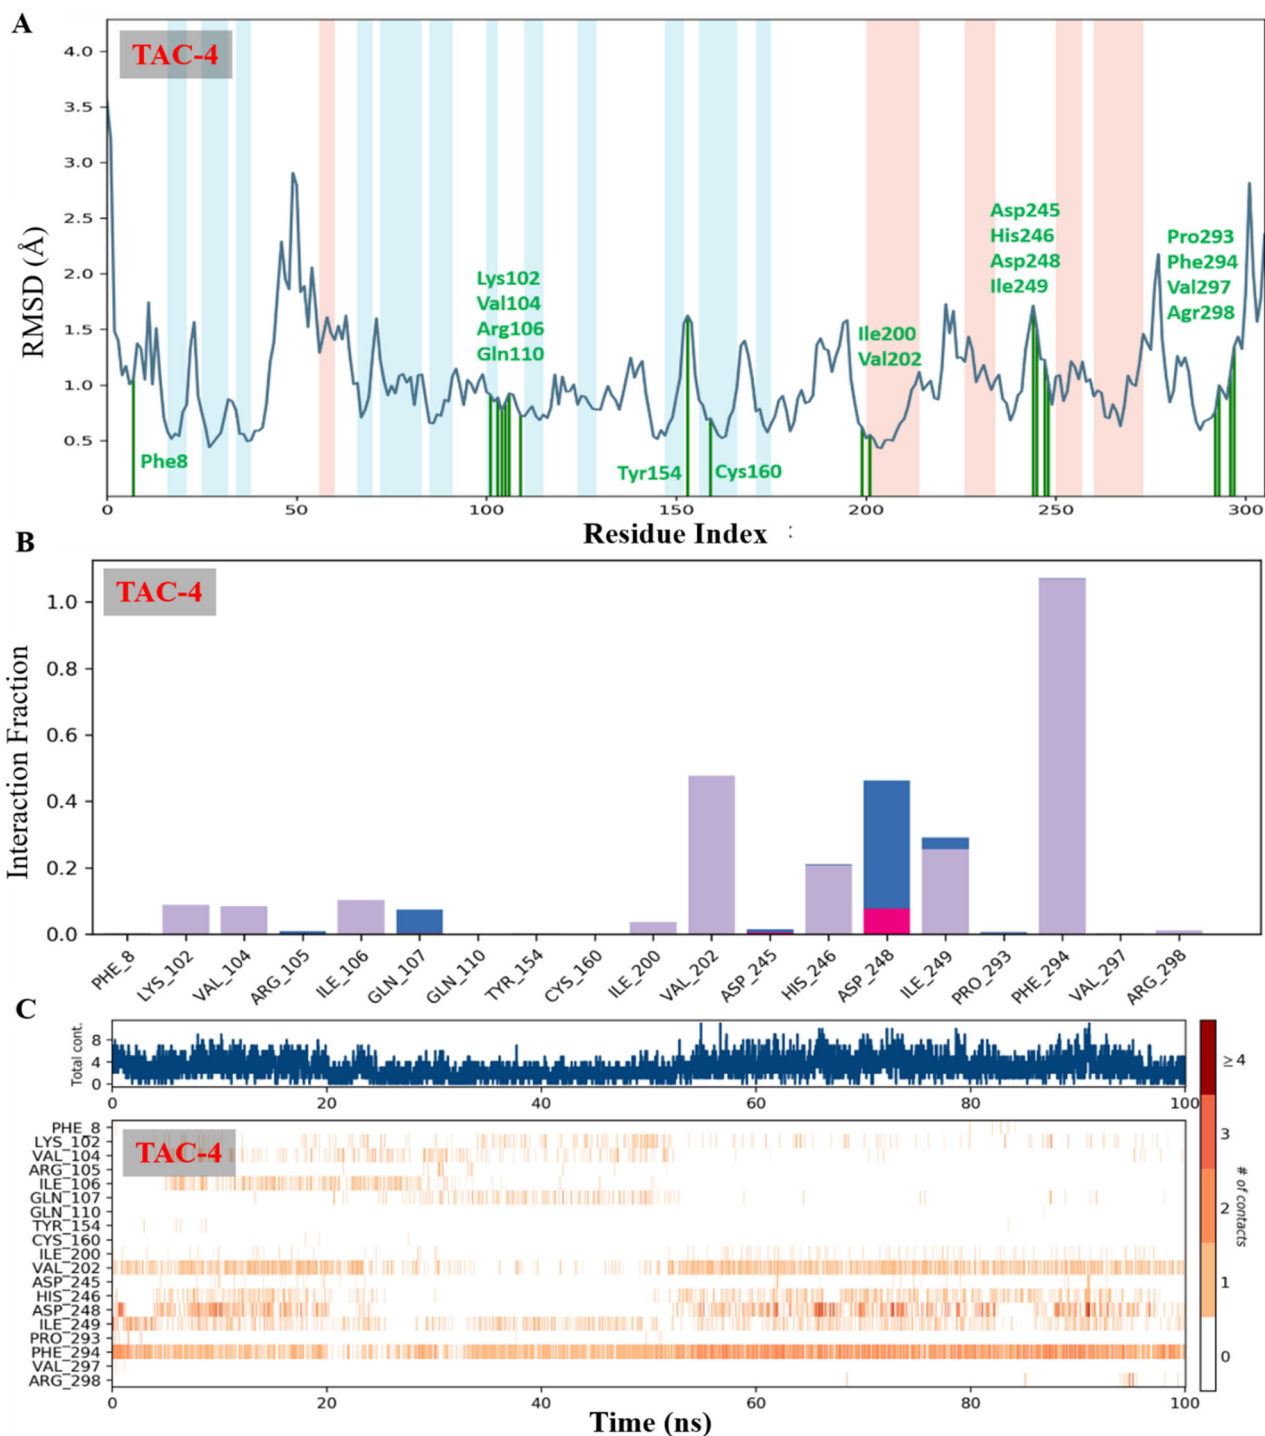 A
TAC-4
4.0
3.5
3.0
2.5
2.0
1.5
1.0
0.5
RMSD (Å)
Phe8
Lys102
Val104
Arg106
Gln110
Tyr154
Cys160
Ile200
Val202
Asp245
His246
Asp248
Ile249
Pro293
Phe294
Val297
Agr298
0 50 100 150 200 250 300
Residue Index :
B
TAC-4
1.0
0.8
0.6
0.4
0.2
0.0
Interaction Fraction
PHE_8 LYS_102 VAL_104 ARG_105 ILE_106 GLN_107 GLN_110 TYR_154 CYS_160 ILE_200 VAL_202 ASP_245 HIS_246 ASP_248 ILE_249 PRO_293 PHE_294 VAL_297 ARG_298
C
Total cont.
8
4
0
0 20 40 60 80 100
TAC-4
PHE_8
LYS_102
VAL_104
ARG_105
ILE_106
GLN_107
GLN_110
TYR_154
CYS_160
ILE_200
VAL_202
ASP_245
HIS_246
ASP_248
ILE_249
PRO_293
PHE_294
VAL_297
ARG_298
0 20 40 60 80 100
Time (ns)
≥4
3
2
1
0
# of contacts